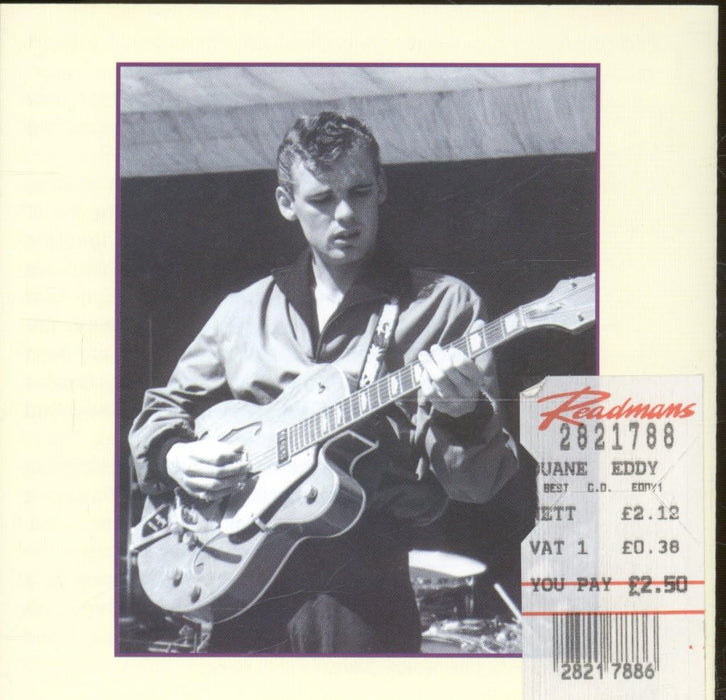 Readmans
2821788
DUANE EDDY
BEST C.D. EDDY1
NETT £2.12
VAT 1 £0.38
YOU PAY £2.50
2821 7886